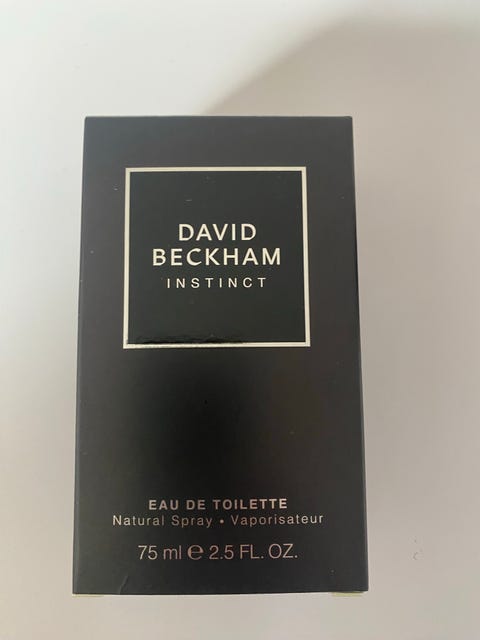 DAVID
BECKHAM
INSTINCT
EAU DE TOILETTE
Natural Spray • Vaporisateur
75 ml ℮ 2.5 FL. OZ.